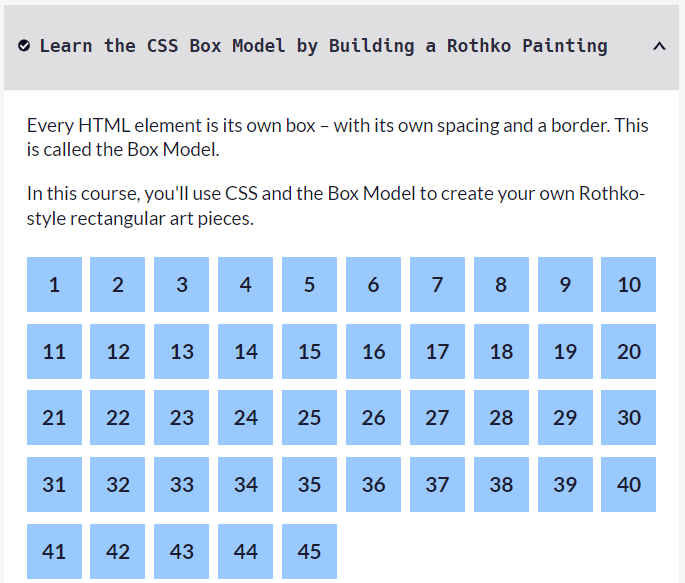 Learn the CSS Box Model by Building a Rothko Painting
Every HTML element is its own box – with its own spacing and a border. This
is called the Box Model.
In this course, you'll use CSS and the Box Model to create your own Rothko-
style rectangular art pieces.
1 2 3 4 5 6 7 8 9 10
11 12 13 14 15 16 17 18 19 20
21 22 23 24 25 26 27 28 29 30
31 32 33 34 35 36 37 38 39 40
41 42 43 44 45